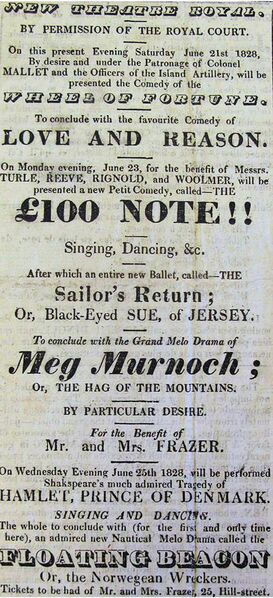 NEW THEATRE ROYAL.
BY PERMISSION OF THE ROYAL COURT.
On this present Evening Saturday June 21st 1828,
By desire and under the Patronage of Colonel
MALLET and the Officers of the Island Artillery, will be
presented the Comedy of the
WHEEL OF FORTUNE.
To conclude with the favourite Comedy of
LOVE AND REASON.
On Monday evening, June 23, for the benefit of Messrs.
TURLE, REEVE, RIGNOLD, and WOOLMER, will be
presented a new Petit Comedy, called—THE
£100 NOTE!!
Singing, Dancing, &c.
After which an entire new Ballet, called—THE
Sailor's Return;
Or, Black-Eyed SUE, of JERSEY.
To conclude with the Grand Melo Drama of
Meg Murnoch;
Or, THE HAG OF THE MOUNTAINS.
BY PARTICULAR DESIRE.
For the Benefit of
Mr. and Mrs. FRAZER.
On Wednesday Evening June 25th 1828, will be performed
Shakspeare's much admired Tragedy of
HAMLET, PRINCE OF DENMARK.
SINGING AND DANCING.
The whole to conclude with (for the first and only time
here), an admired new Nautical Melo Drama called the
FLOATING BEACON
Or, the Norwegian Wreckers.
Tickets to be had of Mr. and Mrs. Frazer, 25, Hill-street.